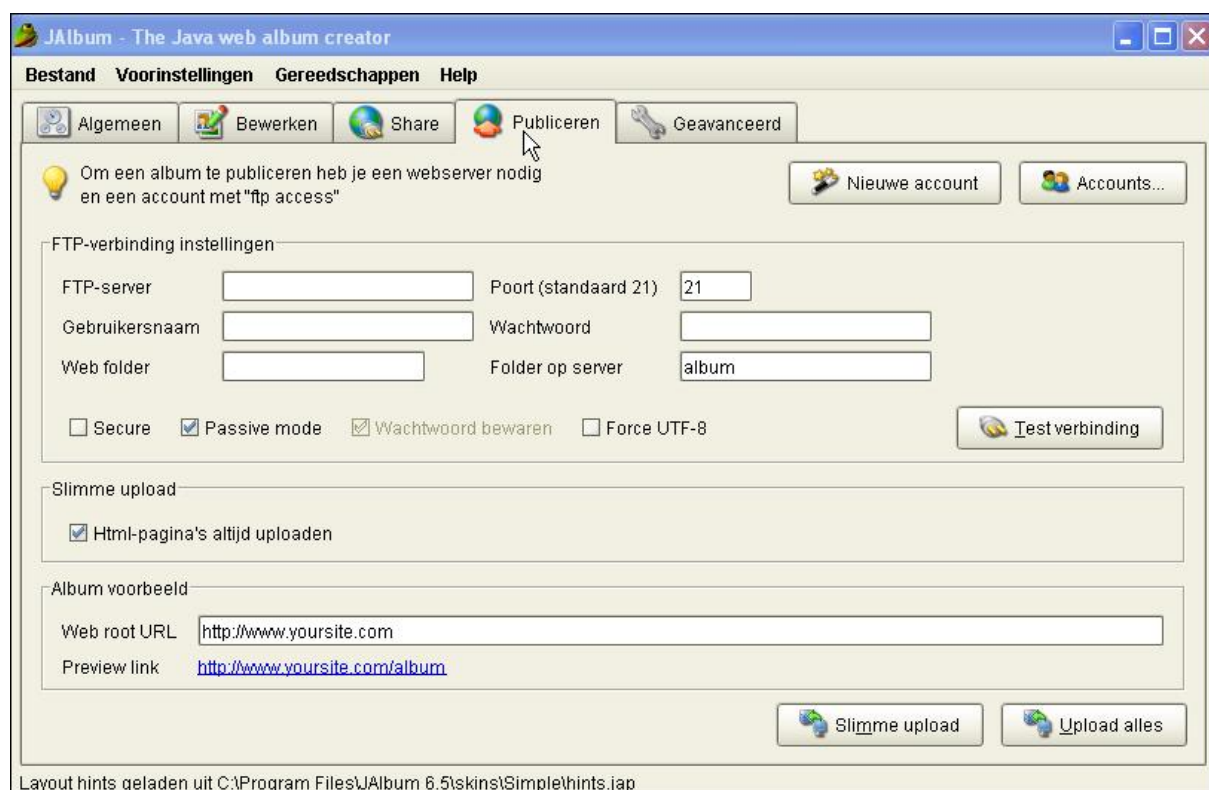 JAlbum - The Java web album creator
Bestand Voorinstellingen Gereedschappen Help
Algemeen Bewerken Share Publiceren Geavanceerd
Om een album te publiceren heb je een webserver nodig
en een account met "ftp access"
Nieuwe account Accounts...
FTP-verbinding instellingen
FTP-server Poort (standaard 21) 21
Gebruikersnaam Wachtwoord
Web folder Folder op server album
Secure Passive mode Wachtwoord bewaren Force UTF-8 Test verbinding
Slimme upload
Html-pagina's altijd uploaden
Album voorbeeld
Web root URL http://www.yoursite.com
Preview link http://www.yoursite.com/album
Slimme upload Upload alles
Layout hints geladen uit C:\Program Files\JAlbum 6.5\skins\Simple\hints.jap